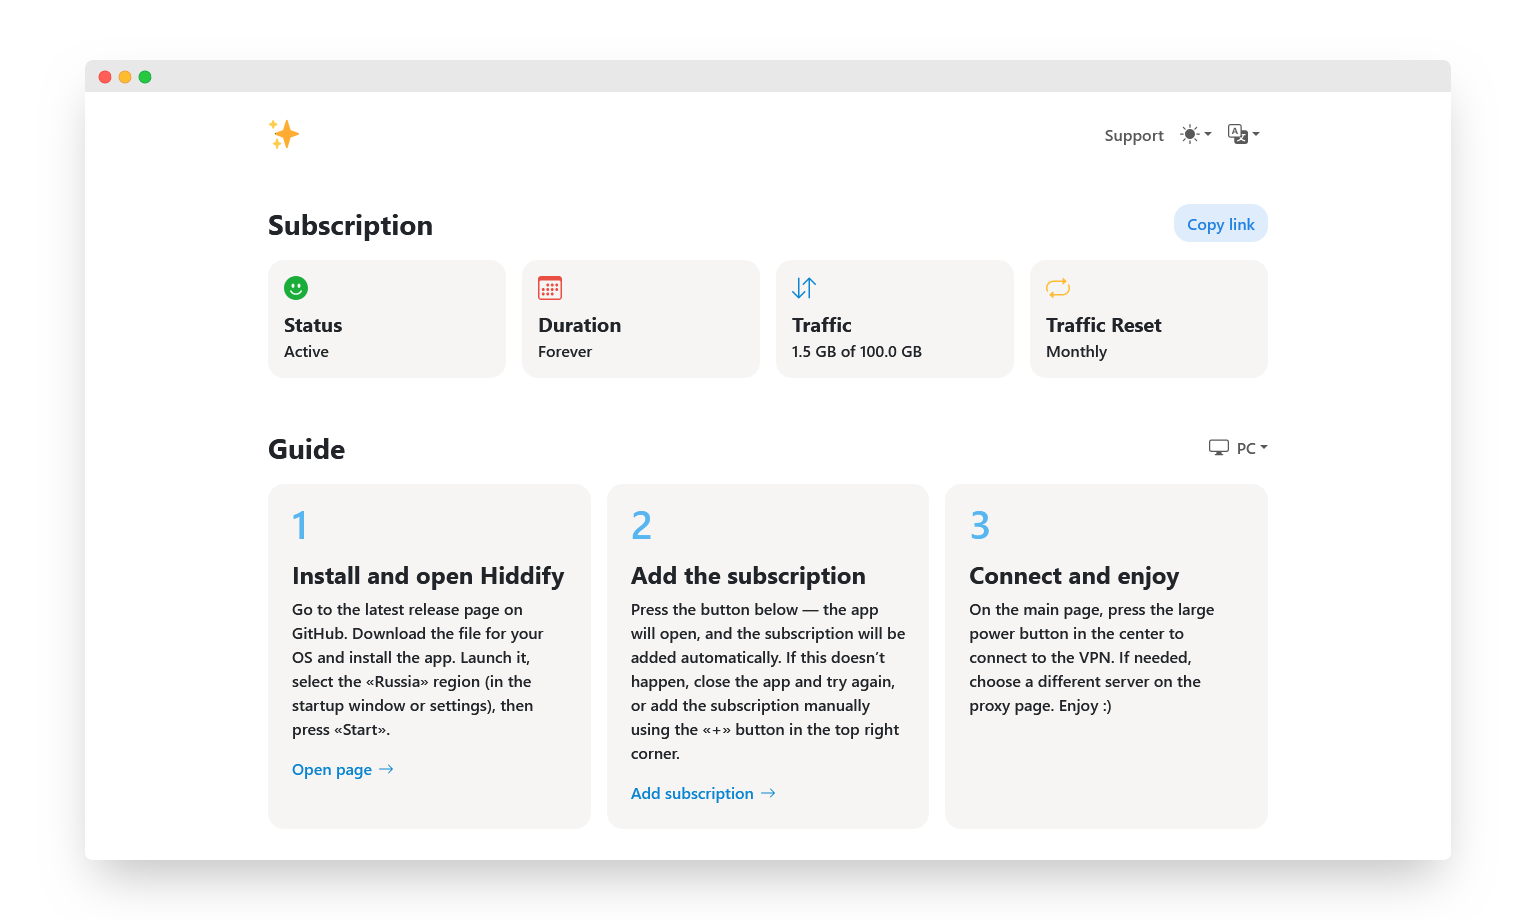 Support
Subscription
Copy link
Status
Active
Duration
Forever
Traffic
1.5 GB of 100.0 GB
Traffic Reset
Monthly
Guide
PC
1
Install and open Hiddify
Go to the latest release page on
GitHub. Download the file for your
OS and install the app. Launch it,
select the «Russia» region (in the
startup window or settings), then
press «Start».
Open page →
2
Add the subscription
Press the button below — the app
will open, and the subscription will be
added automatically. If this doesn’t
happen, close the app and try again,
or add the subscription manually
using the «+» button in the top right
corner.
Add subscription →
3
Connect and enjoy
On the main page, press the large
power button in the center to
connect to the VPN. If needed,
choose a different server on the
proxy page. Enjoy :)